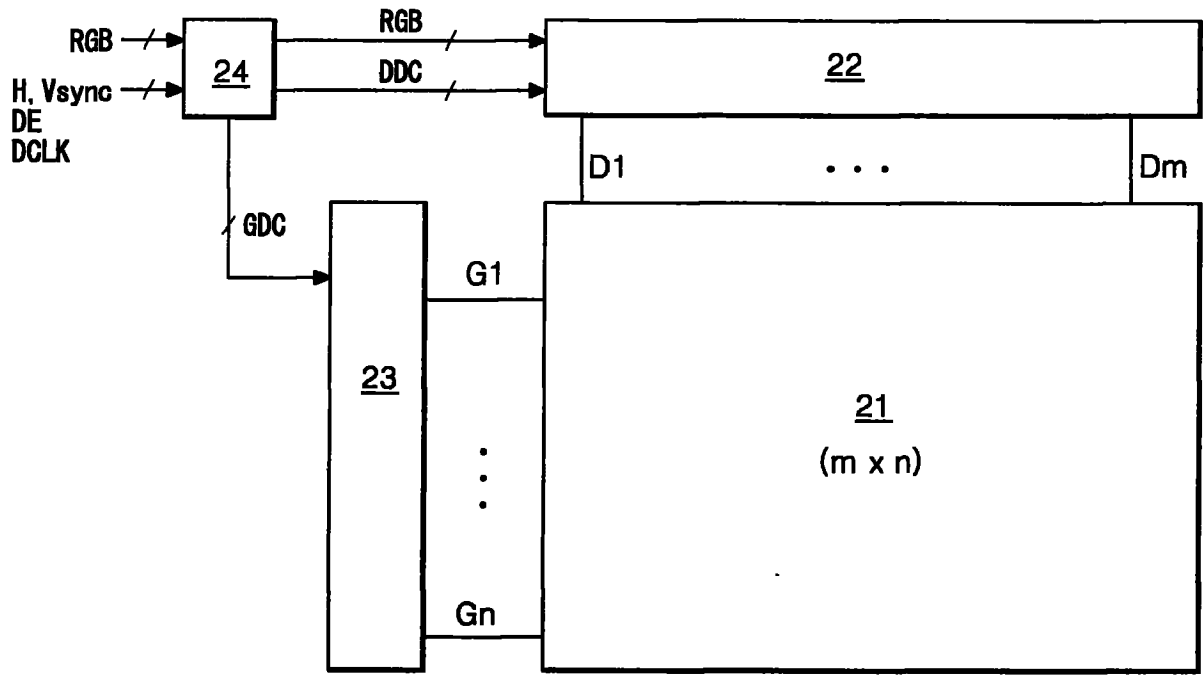 RGB
24
RGB
22
H, Vsync
DDC
DE
DCLK
D1
. . .
Dm
GDC
G1
23
21
(m x n)
Gn